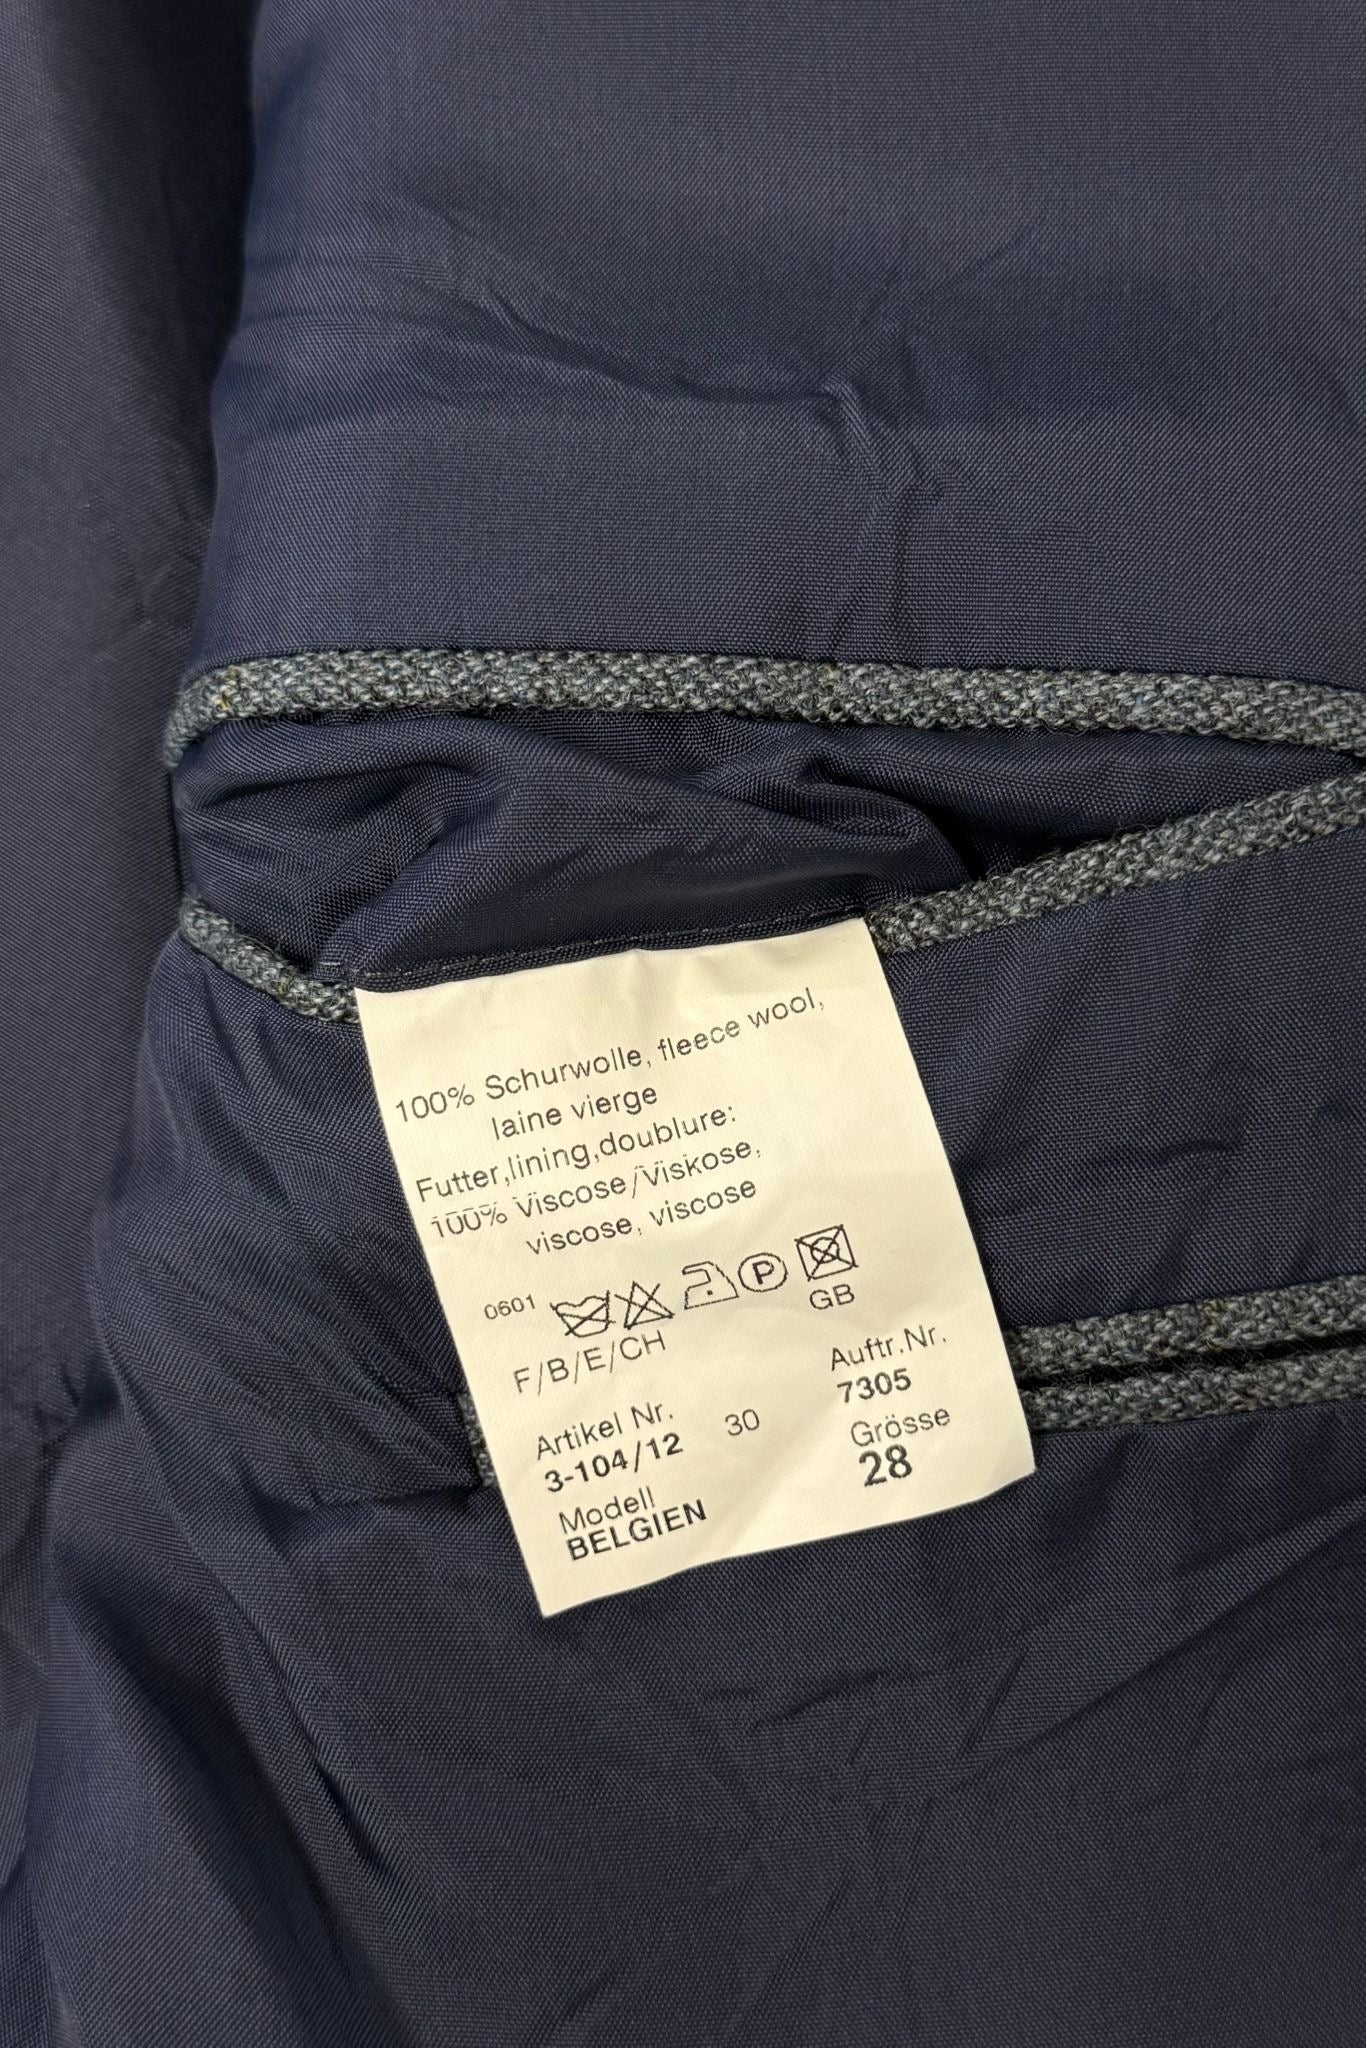 100% Schurwolle, fleece wool,
laine vierge
Futter,lining,doublure:
100% Viscose/Viskose,
viscose, viscose
0601 P
GB
F/B/E/CH
Auftr.Nr.
7305
Artikel Nr. 30
3-104/12
Grösse
28
Modell
BELGIEN